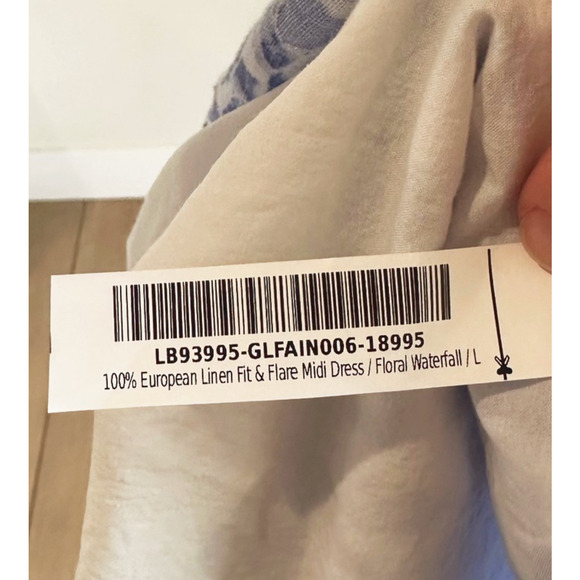 LB93995-GLFAIN006-18995
100% European Linen Fit & Flare Midi Dress / Floral Waterfall / L